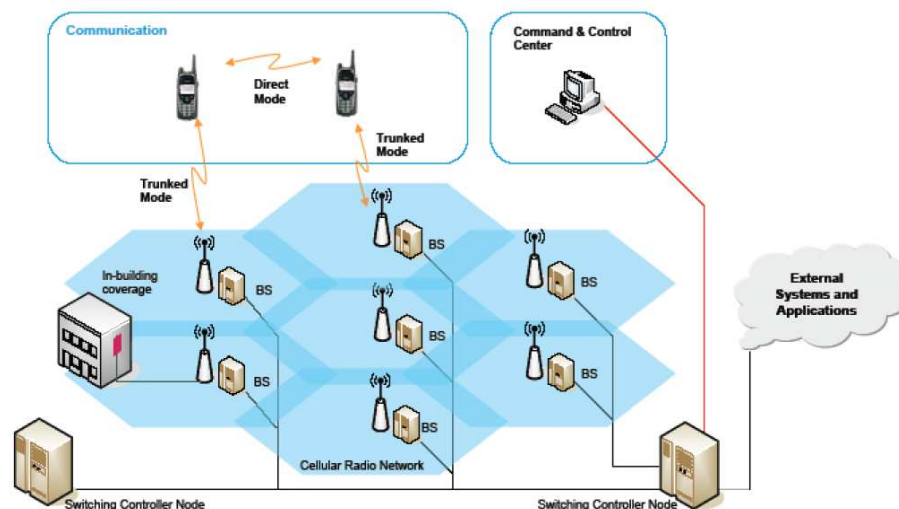 Communication
Direct
Mode
Trunked
Mode
Trunked
Mode
Command & Control
Center
In-building
coverage
BS
BS
BS
BS
BS
BS
BS
External
Systems and
Applications
Cellular Radio Network
Switching Controller Node
Switching Controller Node